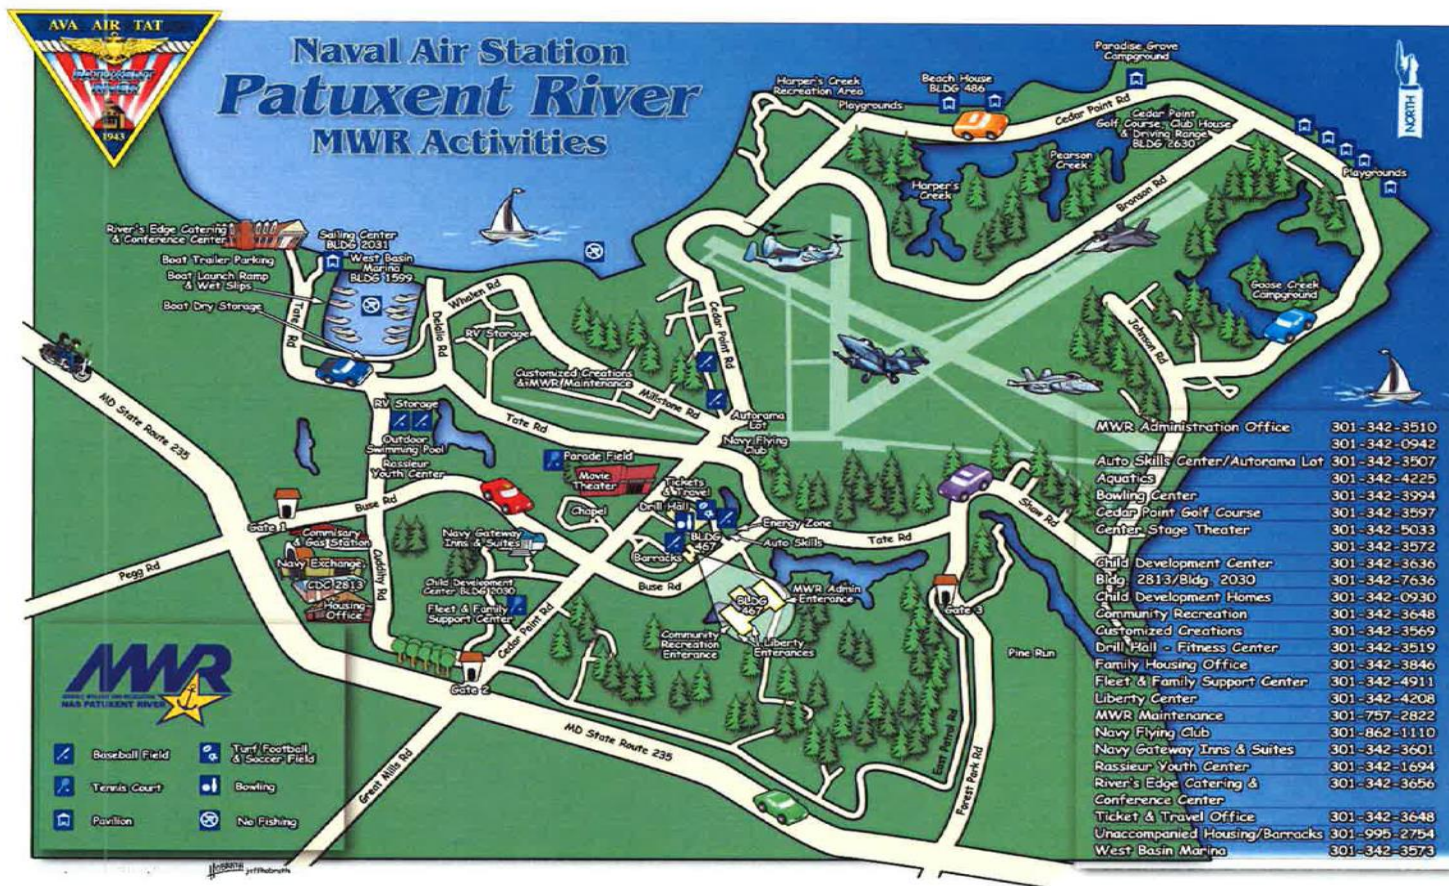 AVA AIR TAT
1943
Naval Air Station
Patuxent River
MWR Activities
NORTH
Paradise Grove
Campground
Harper's Creek
Recreation Area
Playgrounds
Beach House
BLDG 486
Cedar Point Rd
Cedar Point
Golf Course, Club House
& Driving Range
BLDG 2630
Playgrounds
Pearson
Creek
Harper's
Creek
Bronson Rd
Goose Creek
Campground
Johnson Rd
River's Edge Catering
& Conference Center
Sailing Center
BLDG 2031
Boat Trailer Parking
West Basin
Marina
BLDG 1599
Boat Launch Ramp
& Wet Slips
Boat Dry Storage
Tate Rd
Whalen Rd
RV Storage
Cedar Point Rd
Customized Creations
& MWR Maintenance
Millstone Rd
MD State Route 235
RV Storage
Outdoor
Swimming Pool
Rassieur
Youth Center
Tate Rd
Autorama
Lot
Navy Flying
Club
Parade Field
Movie
Theater
Tickets
& Travel
Drill Hall
Chapel
BLDG
467
Energy Zone
Auto Skills
Barracks
Tate Rd
Shaw Rd
Buse Rd
Gate 1
Commissary
& Gas Station
Navy Exchange
CDC 2813
Housing
Office
Pegg Rd
Cuddihy Rd
Navy Gateway
Inns & Suites
Child Development
Center BLDG 2030
Fleet & Family
Support Center
Buse Rd
Cedar Point Rd
BLDG
467
MWR Admin
Enterance
Community
Recreation
Enterance
Liberty
Enterances
Gate 3
Pine Run
Gate 2
MD State Route 235
Great Mills Rd
East Patrol Rd
Forest Park Rd
MWR
NAS PATUXENT RIVER
Baseball Field
Turf Football
& Soccer Field
Tennis Court
Bowling
Pavilion
No Fishing
MWR Administration Office 301-342-3510
301-342-0942
Auto Skills Center/Autorama Lot 301-342-3507
Aquatics 301-342-4225
Bowling Center 301-342-3994
Cedar Point Golf Course 301-342-3597
Center Stage Theater 301-342-5033
301-342-3572
Child Development Center 301-342-3636
Bldg. 2813/Bldg. 2030 301-342-7636
Child Development Homes 301-342-0930
Community Recreation 301-342-3648
Customized Creations 301-342-3569
Drill Hall - Fitness Center 301-342-3519
Family Housing Office 301-342-3846
Fleet & Family Support Center 301-342-4911
Liberty Center 301-342-4208
MWR Maintenance 301-757-2822
Navy Flying Club 301-862-1110
Navy Gateway Inns & Suites 301-342-3601
Rassieur Youth Center 301-342-1694
River's Edge Catering & 301-342-3656
Conference Center
Ticket & Travel Office 301-342-3648
Unaccompanied Housing/Barracks 301-995-2754
West Basin Marina 301-342-3573